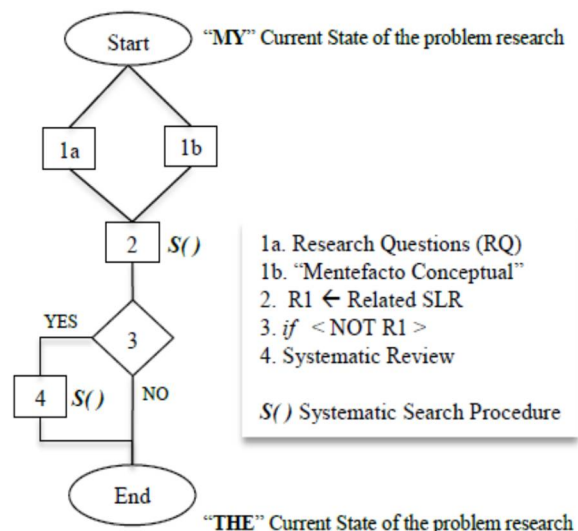 Start
“MY” Current State of the problem research
1a
1b
2
S( )
1a. Research Questions (RQ)
1b. “Mentefacto Conceptual”
2. R1 ← Related SLR
3. if < NOT R1 >
4. Systematic Review
S( ) Systematic Search Procedure
YES
3
NO
4
S( )
End
“THE” Current State of the problem research